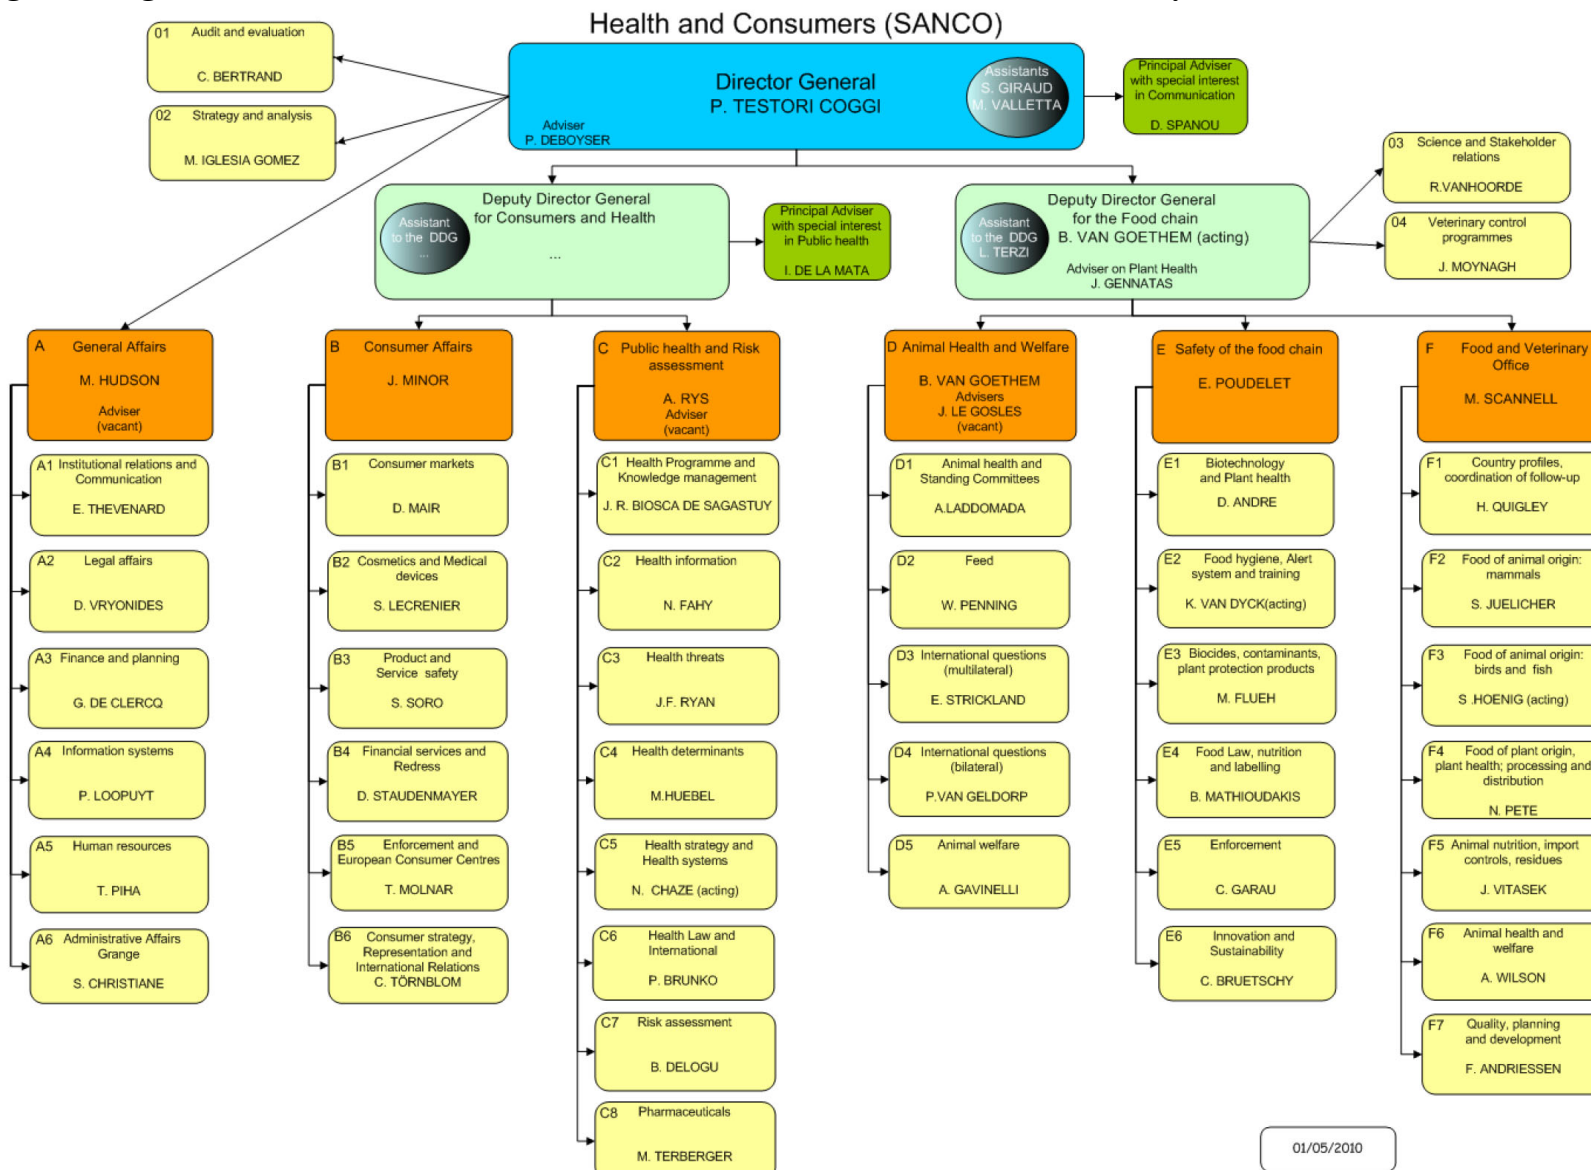 Health and Consumers (SANCO)
01 Audit and evaluation
C. BERTRAND
02 Strategy and analysis
M. IGLESIA GOMEZ
Director General
P. TESTORI COGGI
Adviser
P. DEBOYSER
Assistants
S. GIRAUD
M. VALLETTA
Principal Adviser
with special interest
in Communication
D. SPANOU
03 Science and Stakeholder
relations
R.VANHOORDE
04 Veterinary control
programmes
J. MOYNAGH
Deputy Director General
for Consumers and Health
...
Assistant
to the DDG
...
Principal Adviser
with special interest
in Public health
I. DE LA MATA
Deputy Director General
for the Food chain
B. VAN GOETHEM (acting)
Adviser on Plant Health
J. GENNATAS
Assistant
to the DDG
L. TERZI
A General Affairs
M. HUDSON
Adviser
(vacant)
A1 Institutional relations and
Communication
E. THEVENARD
A2 Legal affairs
D. VRYONIDES
A3 Finance and planning
G. DE CLERCQ
A4 Information systems
P. LOOPUYT
A5 Human resources
T. PIHA
A6 Administrative Affairs
Grange
S. CHRISTIANE
B Consumer Affairs
J. MINOR
B1 Consumer markets
D. MAIR
B2 Cosmetics and Medical
devices
S. LECRENIER
B3 Product and
Service safety
S. SORO
B4 Financial services and
Redress
D. STAUDENMAYER
B5 Enforcement and
European Consumer Centres
T. MOLNAR
B6 Consumer strategy,
Representation and
International Relations
C. TÖRNBLOM
C Public health and Risk
assessment
A. RYS
Adviser
(vacant)
C1 Health Programme and
Knowledge management
J. R. BIOSCA DE SAGASTUY
C2 Health information
N. FAHY
C3 Health threats
J.F. RYAN
C4 Health determinants
M.HUEBEL
C5 Health strategy and
Health systems
N. CHAZE (acting)
C6 Health Law and
International
P. BRUNKO
C7 Risk assessment
B. DELOGU
C8 Pharmaceuticals
M. TERBERGER
D Animal Health and Welfare
B. VAN GOETHEM
Advisers
J. LE GOSLES
(vacant)
D1 Animal health and
Standing Committees
A.LADDOMADA
D2 Feed
W. PENNING
D3 International questions
(multilateral)
E. STRICKLAND
D4 International questions
(bilateral)
P.VAN GELDORP
D5 Animal welfare
A. GAVINELLI
E Safety of the food chain
E. POUDELET
E1 Biotechnology
and Plant health
D. ANDRE
E2 Food hygiene, Alert
system and training
K. VAN DYCK(acting)
E3 Biocides, contaminants,
plant protection products
M. FLUEH
E4 Food Law, nutrition
and labelling
B. MATHIOUDAKIS
E5 Enforcement
C. GARAU
E6 Innovation and
Sustainability
C. BRUETSCHY
F Food and Veterinary
Office
M. SCANNELL
F1 Country profiles,
coordination of follow-up
H. QUIGLEY
F2 Food of animal origin:
mammals
S. JUELICHER
F3 Food of animal origin:
birds and fish
S .HOENIG (acting)
F4 Food of plant origin,
plant health; processing and
distribution
N. PETE
F5 Animal nutrition, import
controls, residues
J. VITASEK
F6 Animal health and
welfare
A. WILSON
F7 Quality, planning
and development
F. ANDRIESSEN
01/05/2010